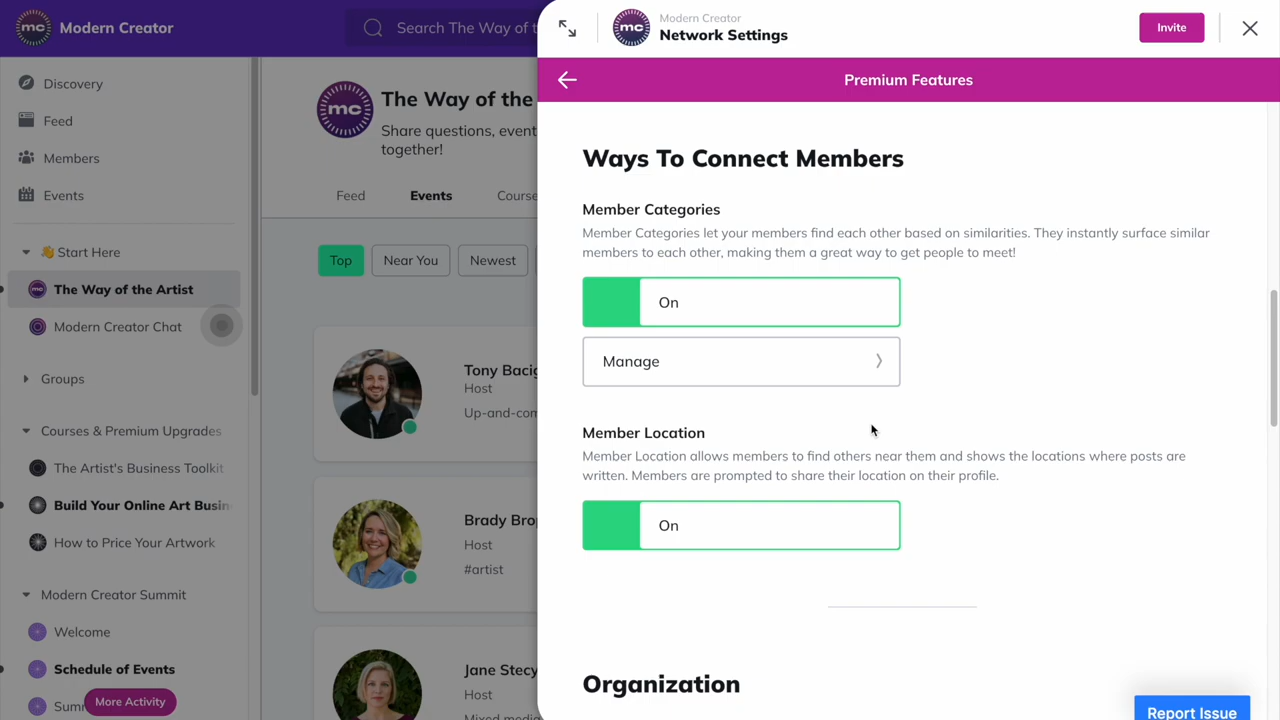 mc
Modern Creator
Search The Way of t
Discovery
Feed
Members
Events
👋 Start Here
The Way of the Artist
Modern Creator Chat
Groups
Courses & Premium Upgrades
The Artist's Business Toolkit
Build Your Online Art Busin
How to Price Your Artwork
Modern Creator Summit
Welcome
Schedule of Events
Sum
More Activity
mc
The Way of the
Share questions, event
together!
Feed
Events
Course
Top
Near You
Newest
Tony Bacig
Host
Up-and-com
Brady Bro
Host
#artist
Jane Stecy
Host
Mixed media
mc
Modern Creator
Network Settings
Invite
Premium Features
Ways To Connect Members
Member Categories
Member Categories let your members find each other based on similarities. They instantly surface similar
members to each other, making them a great way to get people to meet!
On
Manage
Member Location
Member Location allows members to find others near them and shows the locations where posts are
written. Members are prompted to share their location on their profile.
On
Organization
Report Issue